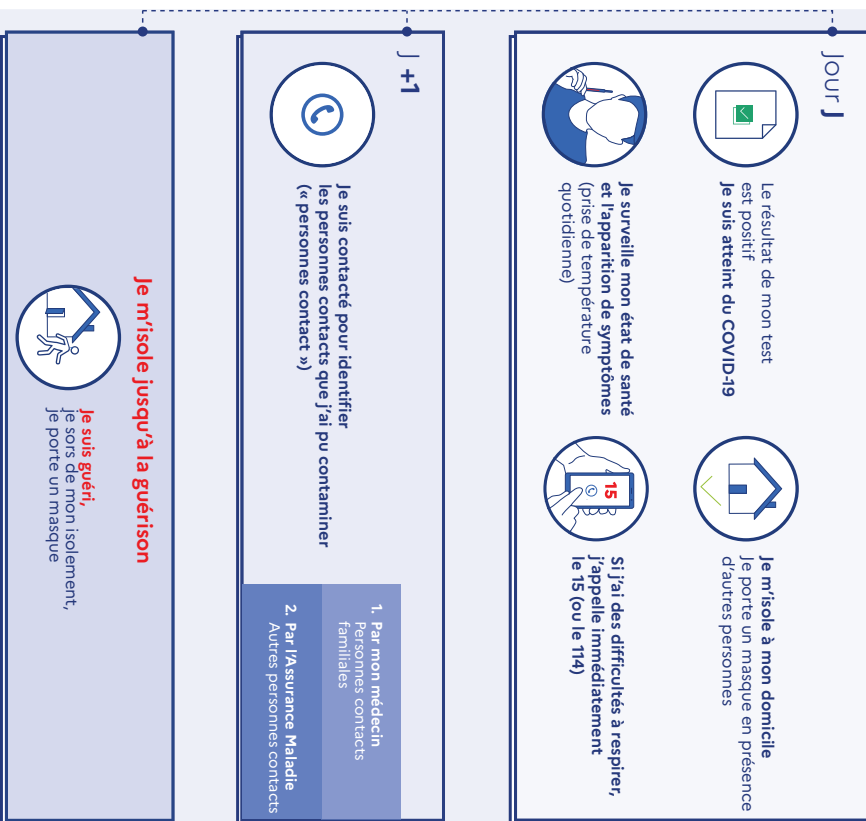 Jour J
Le résultat de mon test
est positif
Je suis atteint du COVID-19
Je m'isole à mon domicile
Je porte un masque en présence
d'autres personnes
Je surveille mon état de santé
et l'apparition de symptômes
(prise de température
quotidienne)
15
Si j'ai des difficultés à respirer,
j'appelle immédiatement
le 15 (ou le 114)
J +1
Je suis contacté pour identifier
les personnes contacts que j'ai pu contaminer
(« personnes contact »)
1. Par mon médecin
Personnes contacts
familiales
2. Par l'Assurance Maladie
Autres personnes contacts
Je m'isole jusqu'à la guérison
Je suis guéri,
je sors de mon isolement,
je porte un masque